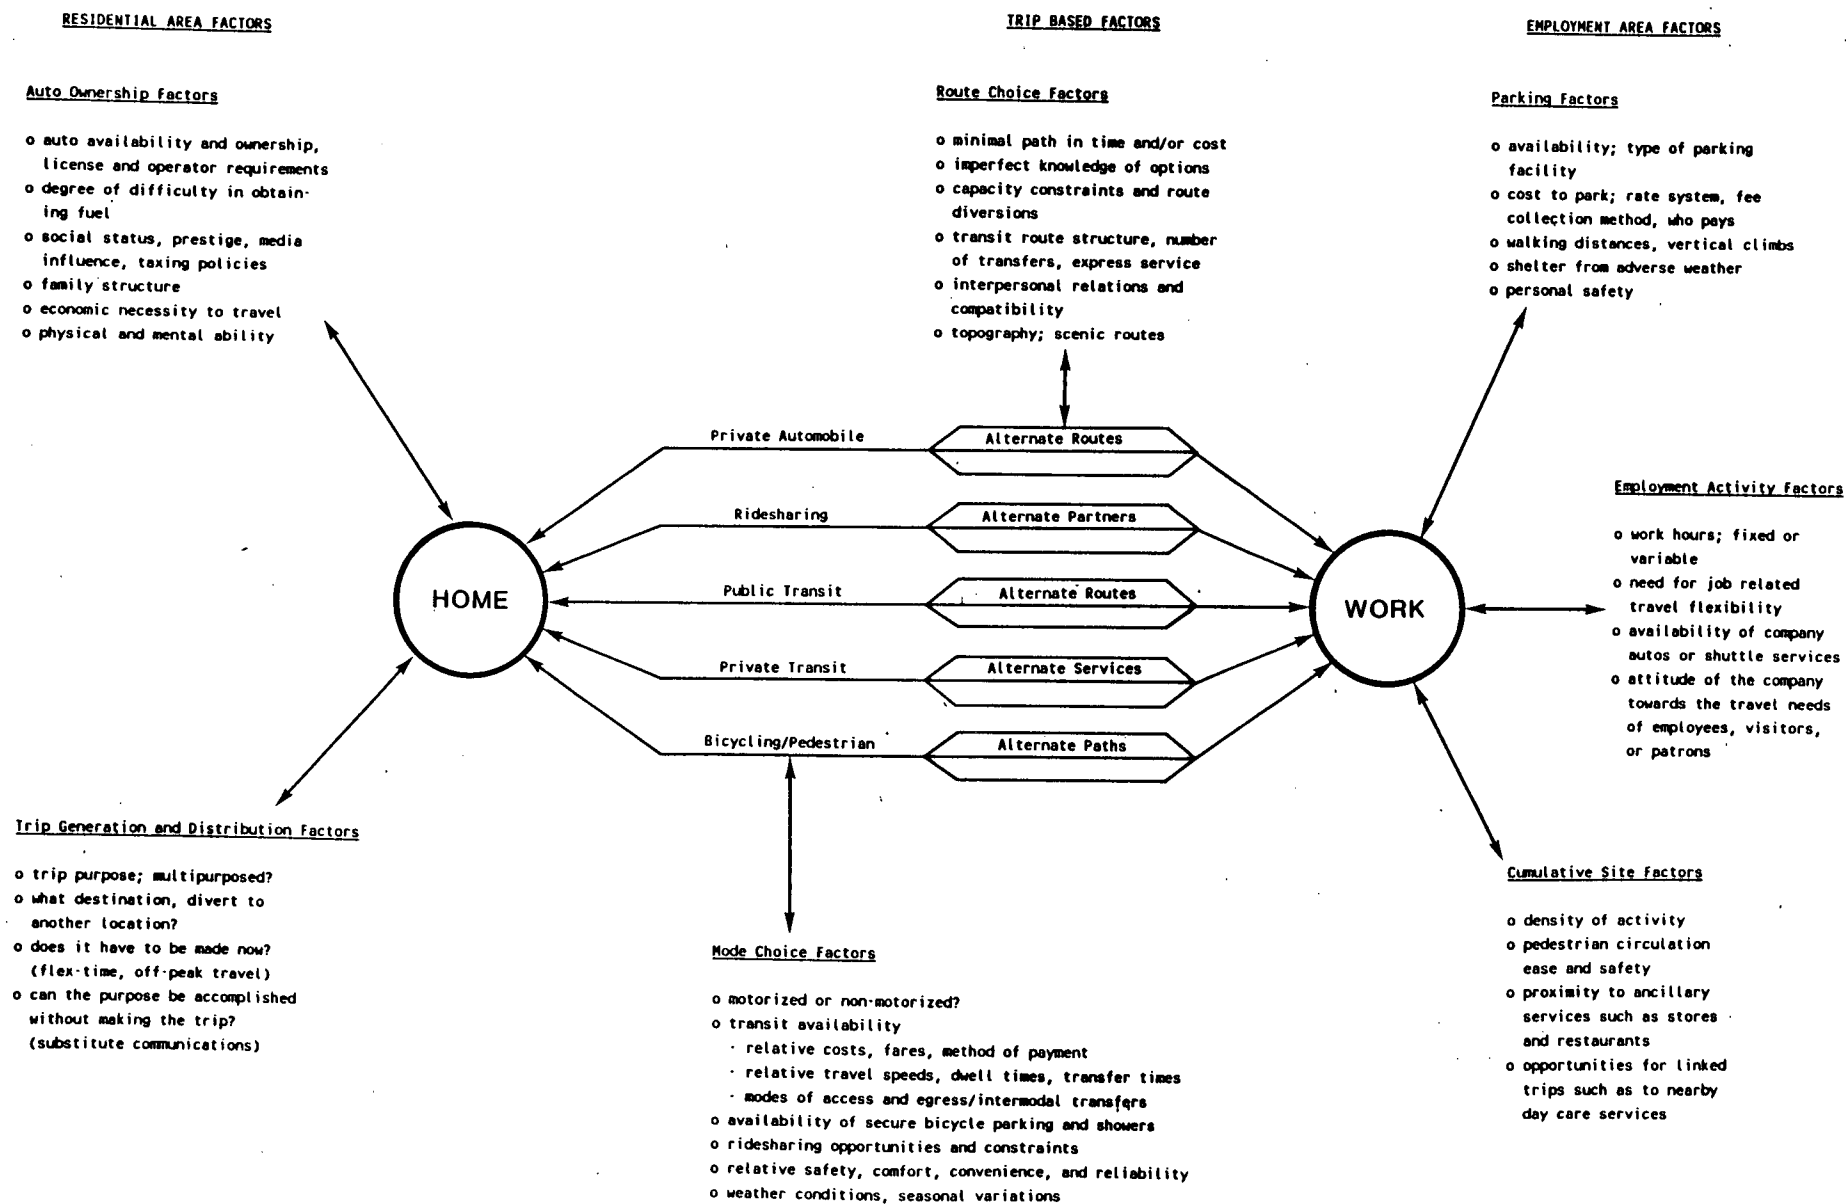 RESIDENTIAL AREA FACTORS
Auto Ownership Factors
o auto availability and ownership,
license and operator requirements
o degree of difficulty in obtain-
ing fuel
o social status, prestige, media
influence, taxing policies
o family structure
o economic necessity to travel
o physical and mental ability
TRIP BASED FACTORS
Route Choice Factors
o minimal path in time and/or cost
o imperfect knowledge of options
o capacity constraints and route
diversions
o transit route structure, number
of transfers, express service
o interpersonal relations and
compatibility
o topography; scenic routes
EMPLOYMENT AREA FACTORS
Parking Factors
o availability; type of parking
facility
o cost to park; rate system, fee
collection method, who pays
o walking distances, vertical climbs
o shelter from adverse weather
o personal safety
HOME
Private Automobile
Alternate Routes
Ridesharing
Alternate Partners
Public Transit
Alternate Routes
Private Transit
Alternate Services
Bicycling/Pedestrian
Alternate Paths
WORK
Employment Activity Factors
o work hours; fixed or
variable
o need for job related
travel flexibility
o availability of company
autos or shuttle services
o attitude of the company
towards the travel needs
of employees, visitors,
or patrons
Trip Generation and Distribution Factors
o trip purpose; multipurposed?
o what destination, divert to
another location?
o does it have to be made now?
(flex-time, off-peak travel)
o can the purpose be accomplished
without making the trip?
(substitute communications)
Mode Choice Factors
o motorized or non-motorized?
o transit availability
· relative costs, fares, method of payment
· relative travel speeds, dwell times, transfer times
· modes of access and egress/intermodal transfers
o availability of secure bicycle parking and showers
o ridesharing opportunities and constraints
o relative safety, comfort, convenience, and reliability
o weather conditions, seasonal variations
Cumulative Site Factors
o density of activity
o pedestrian circulation
ease and safety
o proximity to ancillary
services such as stores
and restaurants
o opportunities for linked
trips such as to nearby
day care services